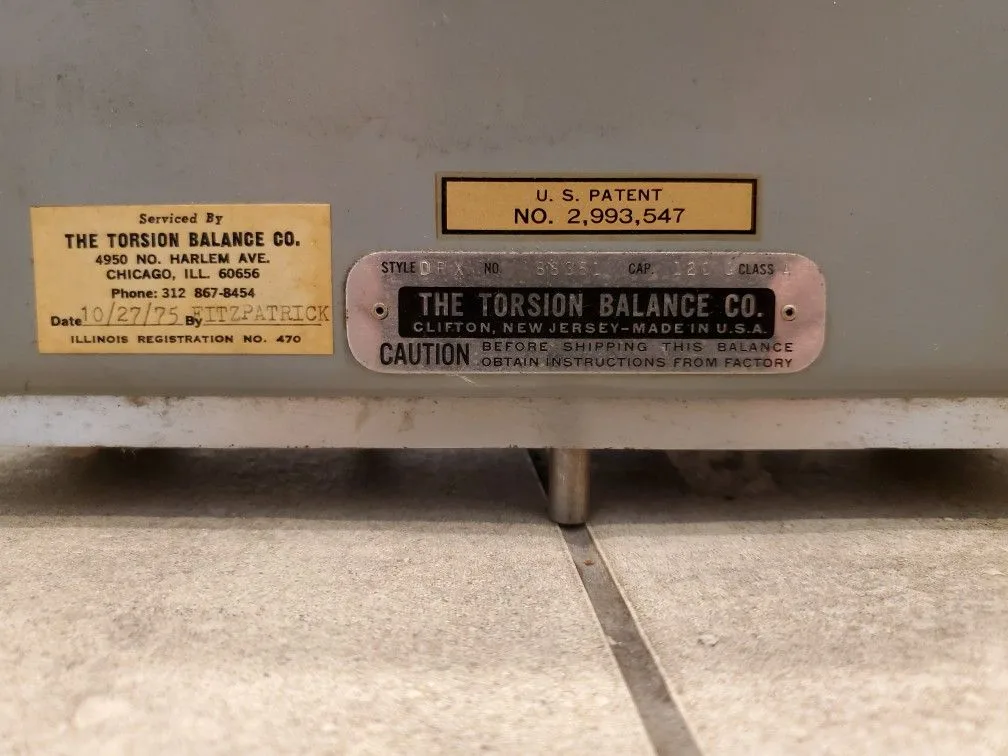 Serviced By
THE TORSION BALANCE CO.
4950 NO. HARLEM AVE.
CHICAGO, ILL. 60656
Phone: 312 867-8454
Date 10/27/75 By FITZPATRICK
ILLINOIS REGISTRATION NO. 470
U. S. PATENT
NO. 2,993,547
STYLE NO. CAP. CLASS A
THE TORSION BALANCE CO.
CLIFTON, NEW JERSEY-MADE IN U.S.A.
CAUTION BEFORE SHIPPING THIS BALANCE
OBTAIN INSTRUCTIONS FROM FACTORY